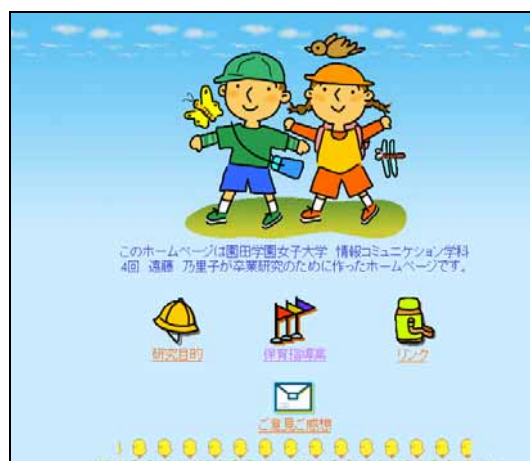 このホームページは園田学園女子大学 情報コミュニケーション学科
4回 遠藤 乃里子が卒業研究のために作ったホームページです。
研究目的 保育指導案 リンク
ご意見ご感想